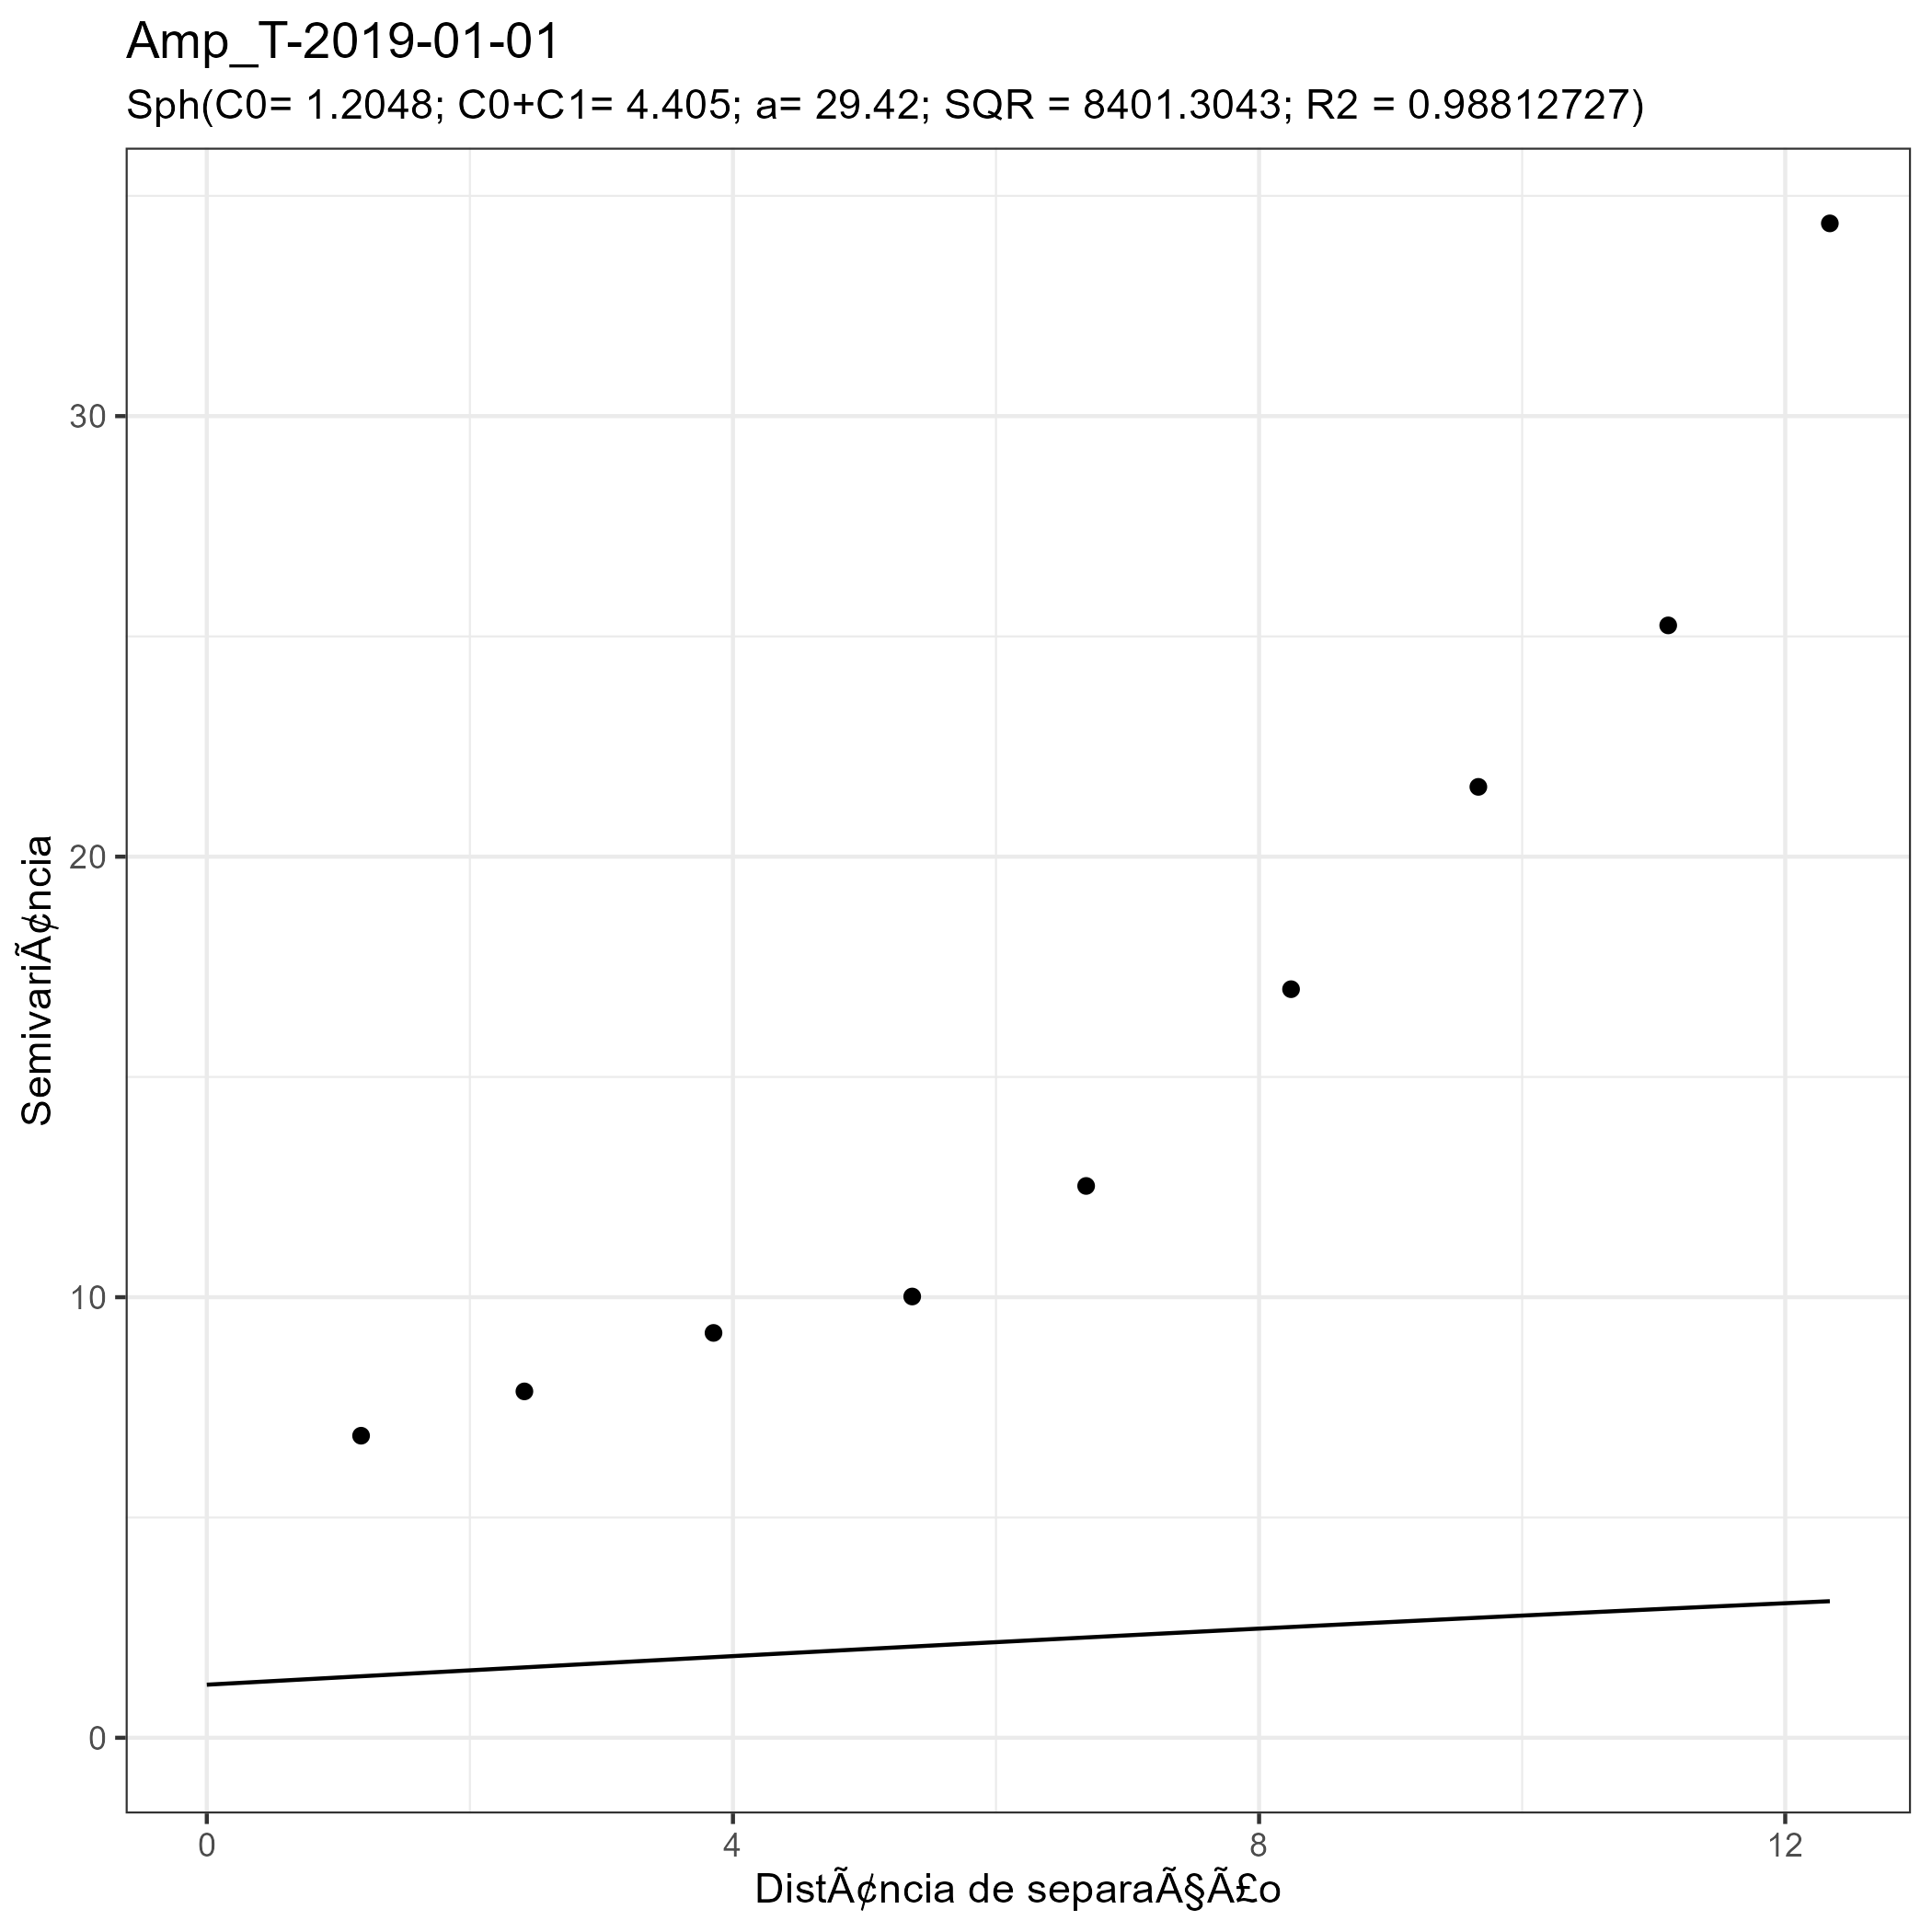 Amp_T-2019-01-01
Sph(C0= 1.2048; C0+C1= 4.405; a= 29.42; SQR = 8401.3043; R2 = 0.98812727)
SemivariÃ¢ncia
30
20
10
0
0 4 8 12
DistÃ¢ncia de separaÃ§Ã£o